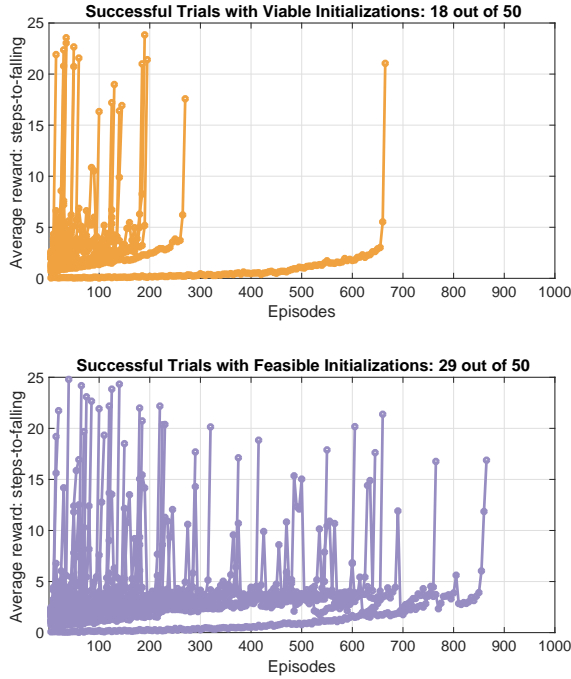 Successful Trials with Viable Initializations: 18 out of 50
Average reward: steps-to-falling
25
20
15
10
5
0
100 200 300 400 500 600 700 800 900 1000
Episodes
Successful Trials with Feasible Initializations: 29 out of 50
Average reward: steps-to-falling
25
20
15
10
5
0
100 200 300 400 500 600 700 800 900 1000
Episodes